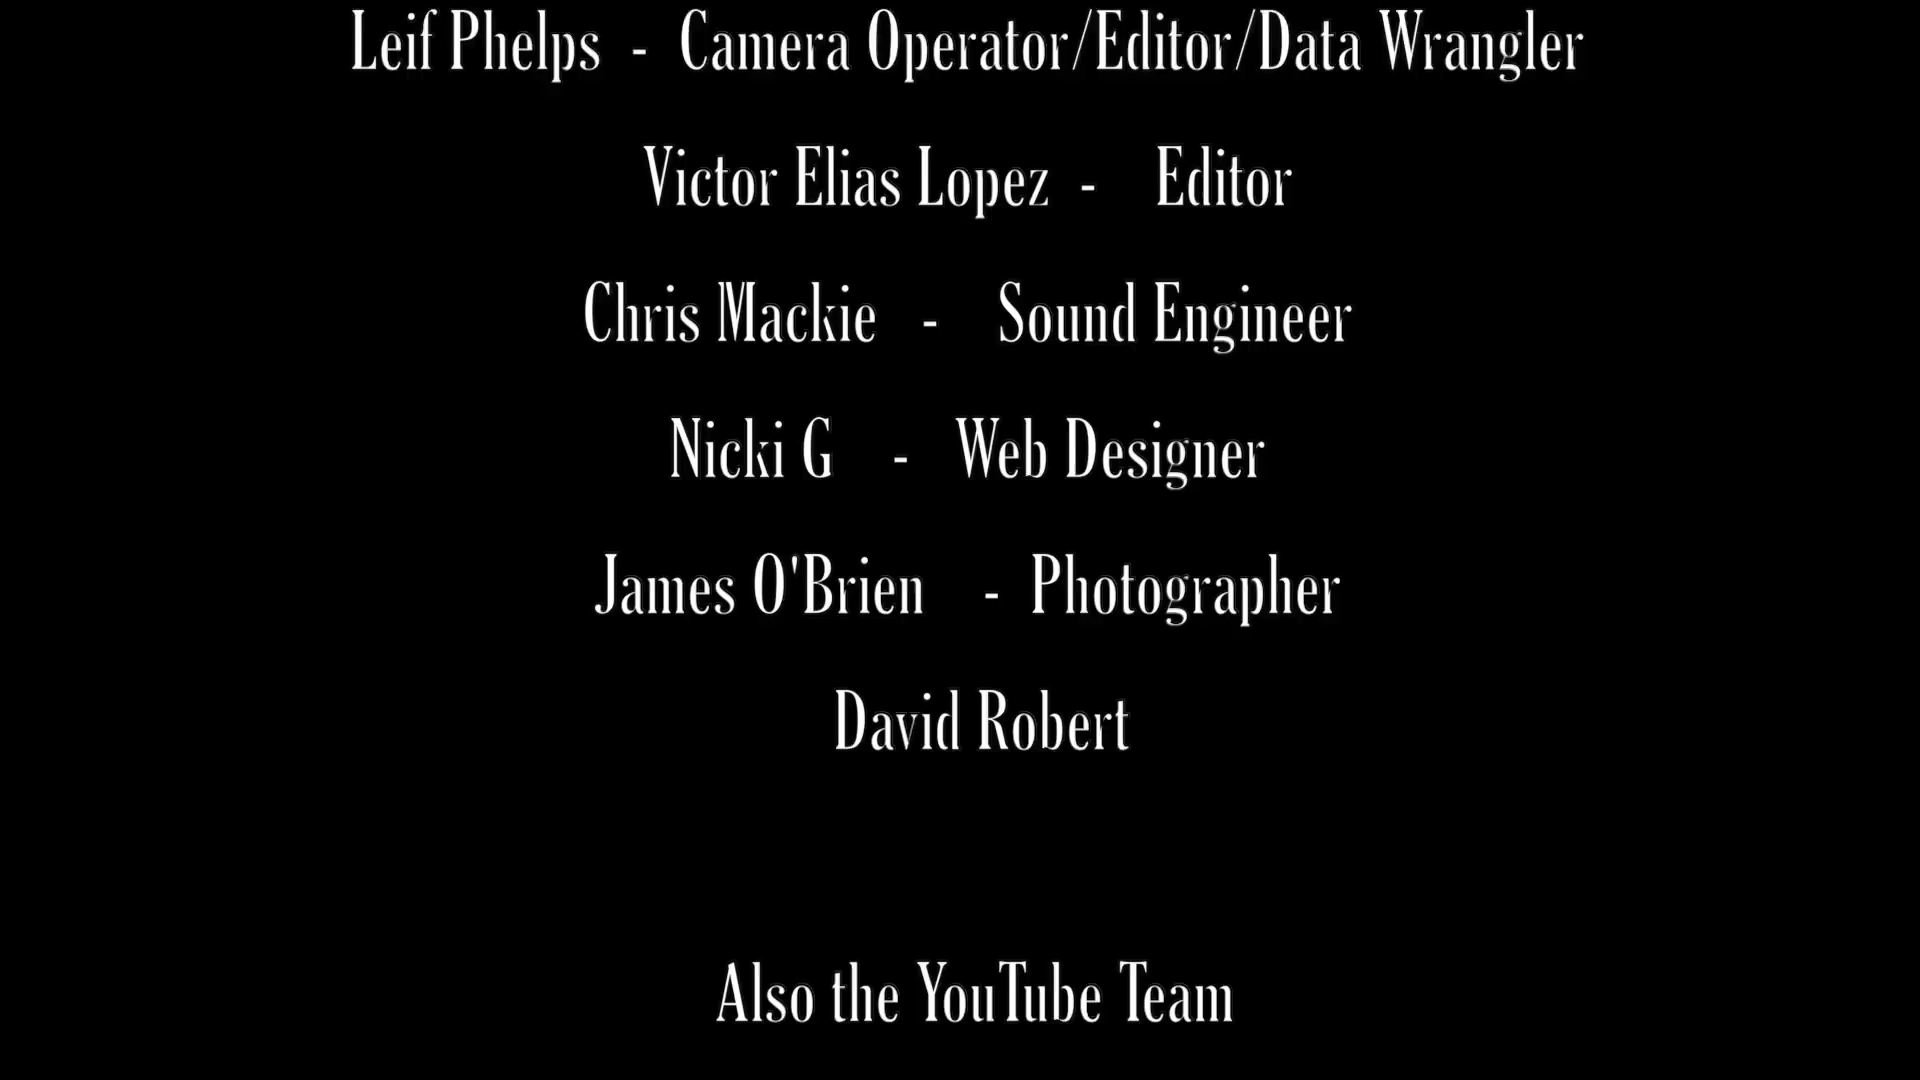 Leif Phelps - Camera Operator/Editor/Data Wrangler
Victor Elias Lopez - Editor
Chris Mackie - Sound Engineer
Nicki G - Web Designer
James O'Brien - Photographer
David Robert
Also the YouTube Team